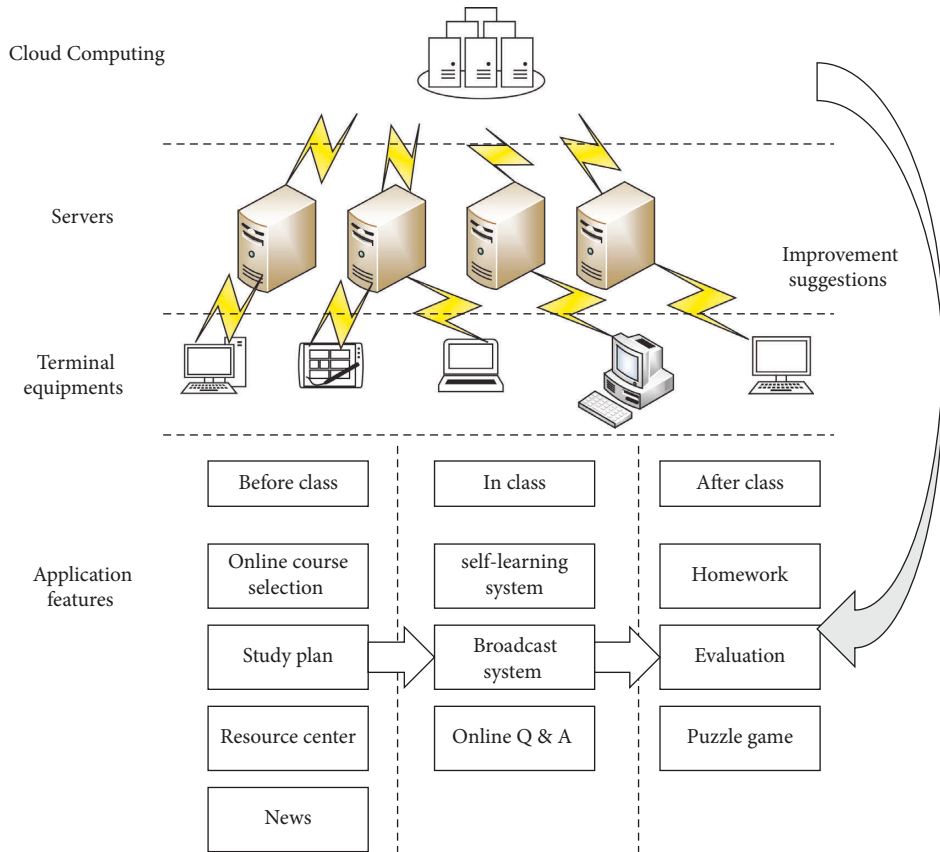 Cloud Computing
Servers
Improvement
suggestions
Terminal
equipments
Before class
In class
After class
Application
features
Online course
selection
self-learning
system
Homework
Study plan
Broadcast
system
Evaluation
Resource center
Online Q & A
Puzzle game
News